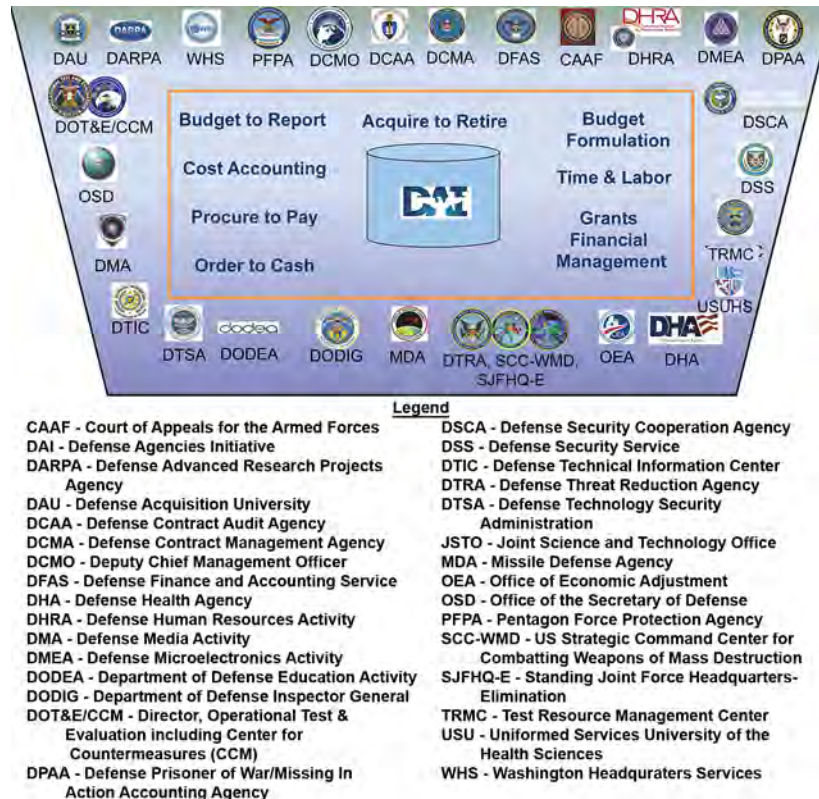 DHRA
DARPA
DAU DARPA WHS PFPA DCMO DCAA DCMA DFAS CAAF DHRA DMEA DPAA
DOT&E/CCM
DSCA
OSD
DSS
DMA
TRMC
USUHS
DTIC
dodea
DHA
DTSA DODEA DODIG MDA DTRA, SCC-WMD,
SJFHQ-E
OEA DHA
Budget to Report
Cost Accounting
Procure to Pay
Order to Cash
Acquire to Retire
DAI
Budget
Formulation
Time & Labor
Grants
Financial
Management
Legend
CAAF - Court of Appeals for the Armed Forces
DAI - Defense Agencies Initiative
DARPA - Defense Advanced Research Projects
Agency
DAU - Defense Acquisition University
DCAA - Defense Contract Audit Agency
DCMA - Defense Contract Management Agency
DCMO - Deputy Chief Management Officer
DFAS - Defense Finance and Accounting Service
DHA - Defense Health Agency
DHRA - Defense Human Resources Activity
DMA - Defense Media Activity
DMEA - Defense Microelectronics Activity
DODEA - Department of Defense Education Activity
DODIG - Department of Defense Inspector General
DOT&E/CCM - Director, Operational Test &
Evaluation including Center for
Countermeasures (CCM)
DPAA - Defense Prisoner of War/Missing In
Action Accounting Agency
DSCA - Defense Security Cooperation Agency
DSS - Defense Security Service
DTIC - Defense Technical Information Center
DTRA - Defense Threat Reduction Agency
DTSA - Defense Technology Security
Administration
JSTO - Joint Science and Technology Office
MDA - Missile Defense Agency
OEA - Office of Economic Adjustment
OSD - Office of the Secretary of Defense
PFPA - Pentagon Force Protection Agency
SCC-WMD - US Strategic Command Center for
Combatting Weapons of Mass Destruction
SJFHQ-E - Standing Joint Force Headquarters-
Elimination
TRMC - Test Resource Management Center
USU - Uniformed Services University of the
Health Sciences
WHS - Washington Headquraters Services